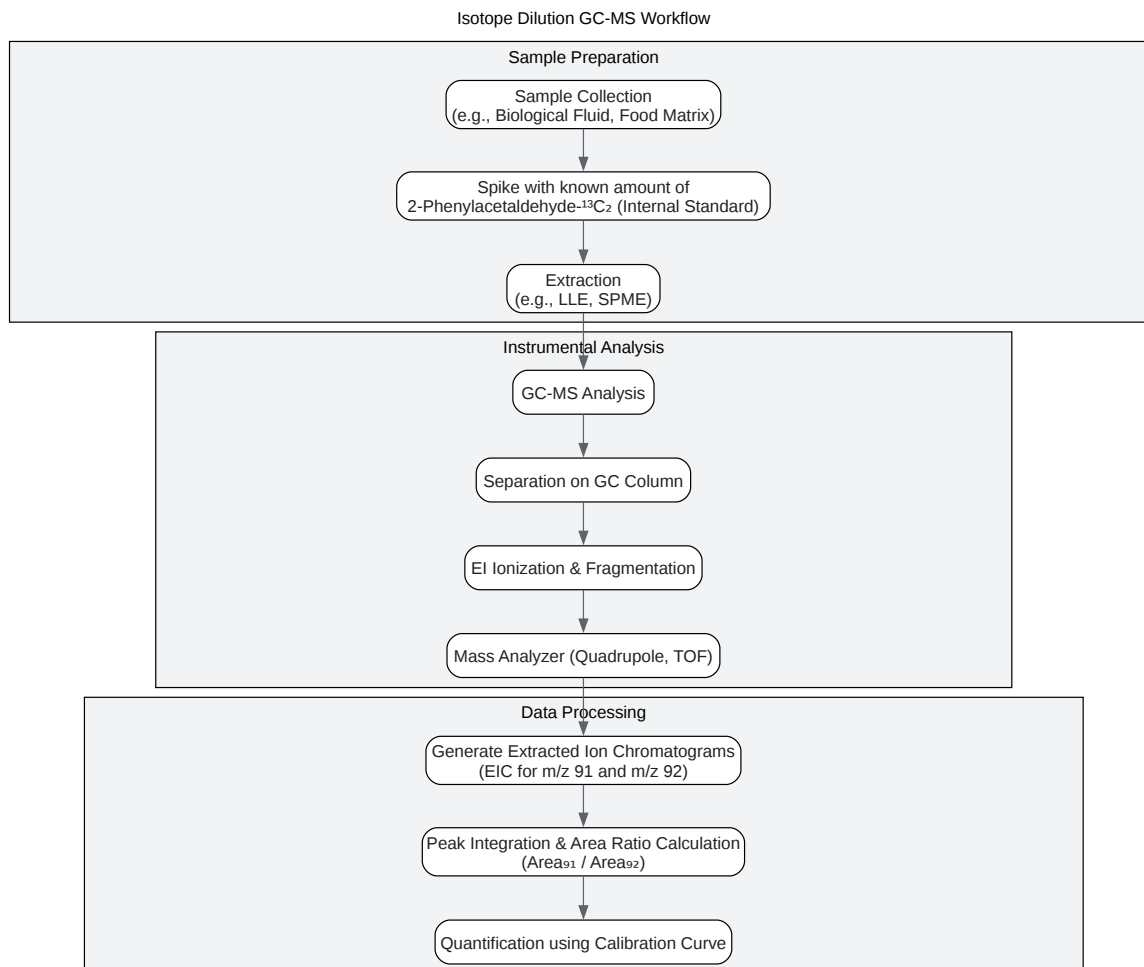 Isotope Dilution GC-MS Workflow
Sample Preparation
Sample Collection
(e.g., Biological Fluid, Food Matrix)
Spike with known amount of
2-Phenylacetaldehyde-¹³C₂ (Internal Standard)
Extraction
(e.g., LLE, SPME)
Instrumental Analysis
GC-MS Analysis
Separation on GC Column
EI Ionization & Fragmentation
Mass Analyzer (Quadrupole, TOF)
Data Processing
Generate Extracted Ion Chromatograms
(EIC for m/z 91 and m/z 92)
Peak Integration & Area Ratio Calculation
(Area₉₁ / Area₉₂)
Quantification using Calibration Curve